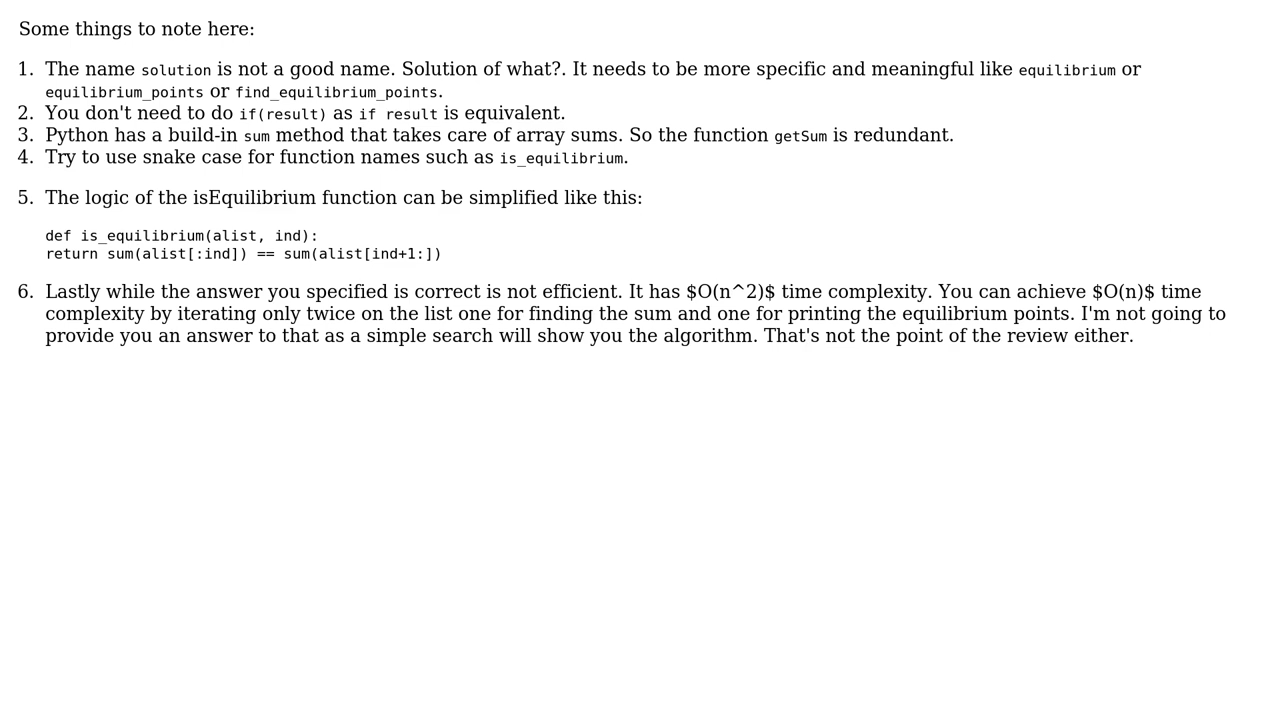 Some things to note here:
1. The name solution is not a good name. Solution of what?. It needs to be more specific and meaningful like equilibrium or
equilibrium_points or find_equilibrium_points.
2. You don't need to do if(result) as if result is equivalent.
3. Python has a build-in sum method that takes care of array sums. So the function getSum is redundant.
4. Try to use snake case for function names such as is_equilibrium.
5. The logic of the isEquilibrium function can be simplified like this:
def is_equilibrium(alist, ind):
return sum(alist[:ind]) == sum(alist[ind+1:])
6. Lastly while the answer you specified is correct is not efficient. It has $O(n^2)$ time complexity. You can achieve $O(n)$ time
complexity by iterating only twice on the list one for finding the sum and one for printing the equilibrium points. I'm not going to
provide you an answer to that as a simple search will show you the algorithm. That's not the point of the review either.